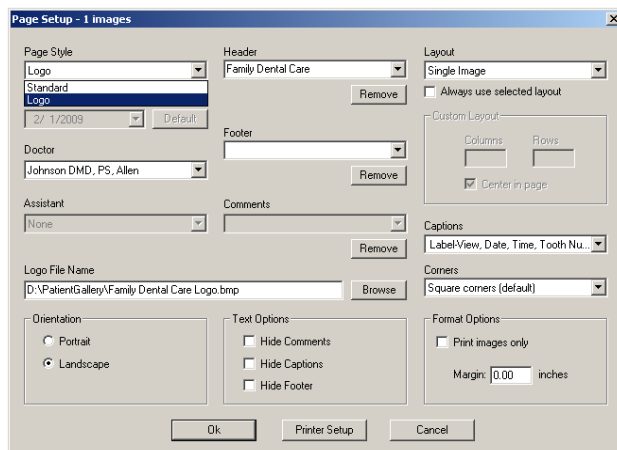 Page Setup - 1 images
Page Style
Logo
Standard
Logo
2/ 1/2009
Default
Doctor
Johnson DMD, PS, Allen
Assistant
None
Header
Family Dental Care
Remove
Footer
Remove
Comments
Remove
Layout
Single Image
Always use selected layout
Custom Layout
Columns Rows
Center in page
Captions
Label-View, Date, Time, Tooth Nu...
Logo File Name
D:\PatientGallery\Family Dental Care Logo.bmp
Browse
Corners
Square corners (default)
Orientation
Portrait
Landscape
Text Options
Hide Comments
Hide Captions
Hide Footer
Format Options
Print images only
Margin: 0.00 inches
Ok
Printer Setup
Cancel